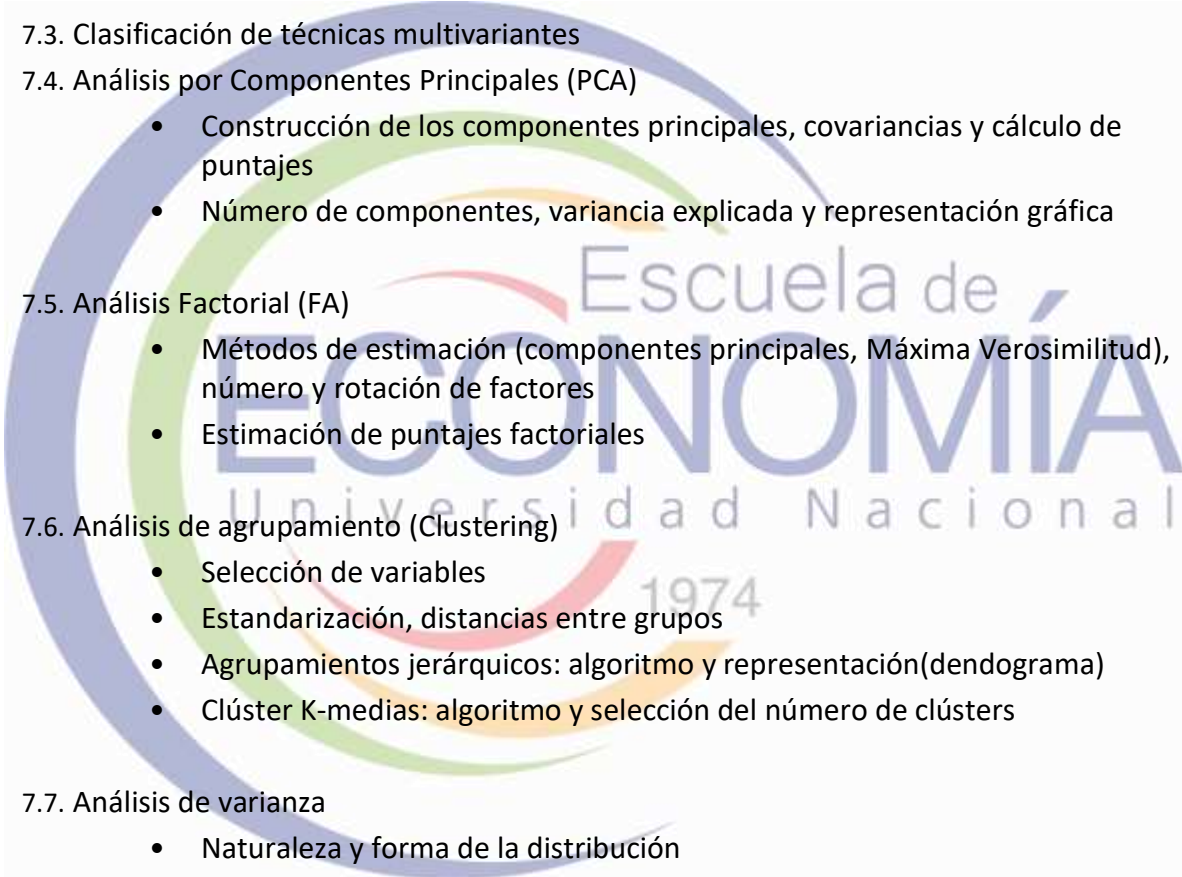 7.3. Clasificación de técnicas multivariantes
7.4. Análisis por Componentes Principales (PCA)
• Construcción de los componentes principales, covariancias y cálculo de
puntajes
• Número de componentes, variancia explicada y representación gráfica
Escuela de
7.5. Análisis Factorial (FA)
• Métodos de estimación (componentes principales, Máxima Verosimilitud),
número y rotación de factores
ECONOMÍA
• Estimación de puntajes factoriales
Universidad Nacional
7.6. Análisis de agrupamiento (Clustering)
• Selección de variables
1974
• Estandarización, distancias entre grupos
• Agrupamientos jerárquicos: algoritmo y representación(dendograma)
• Clúster K-medias: algoritmo y selección del número de clústers
7.7. Análisis de varianza
• Naturaleza y forma de la distribución